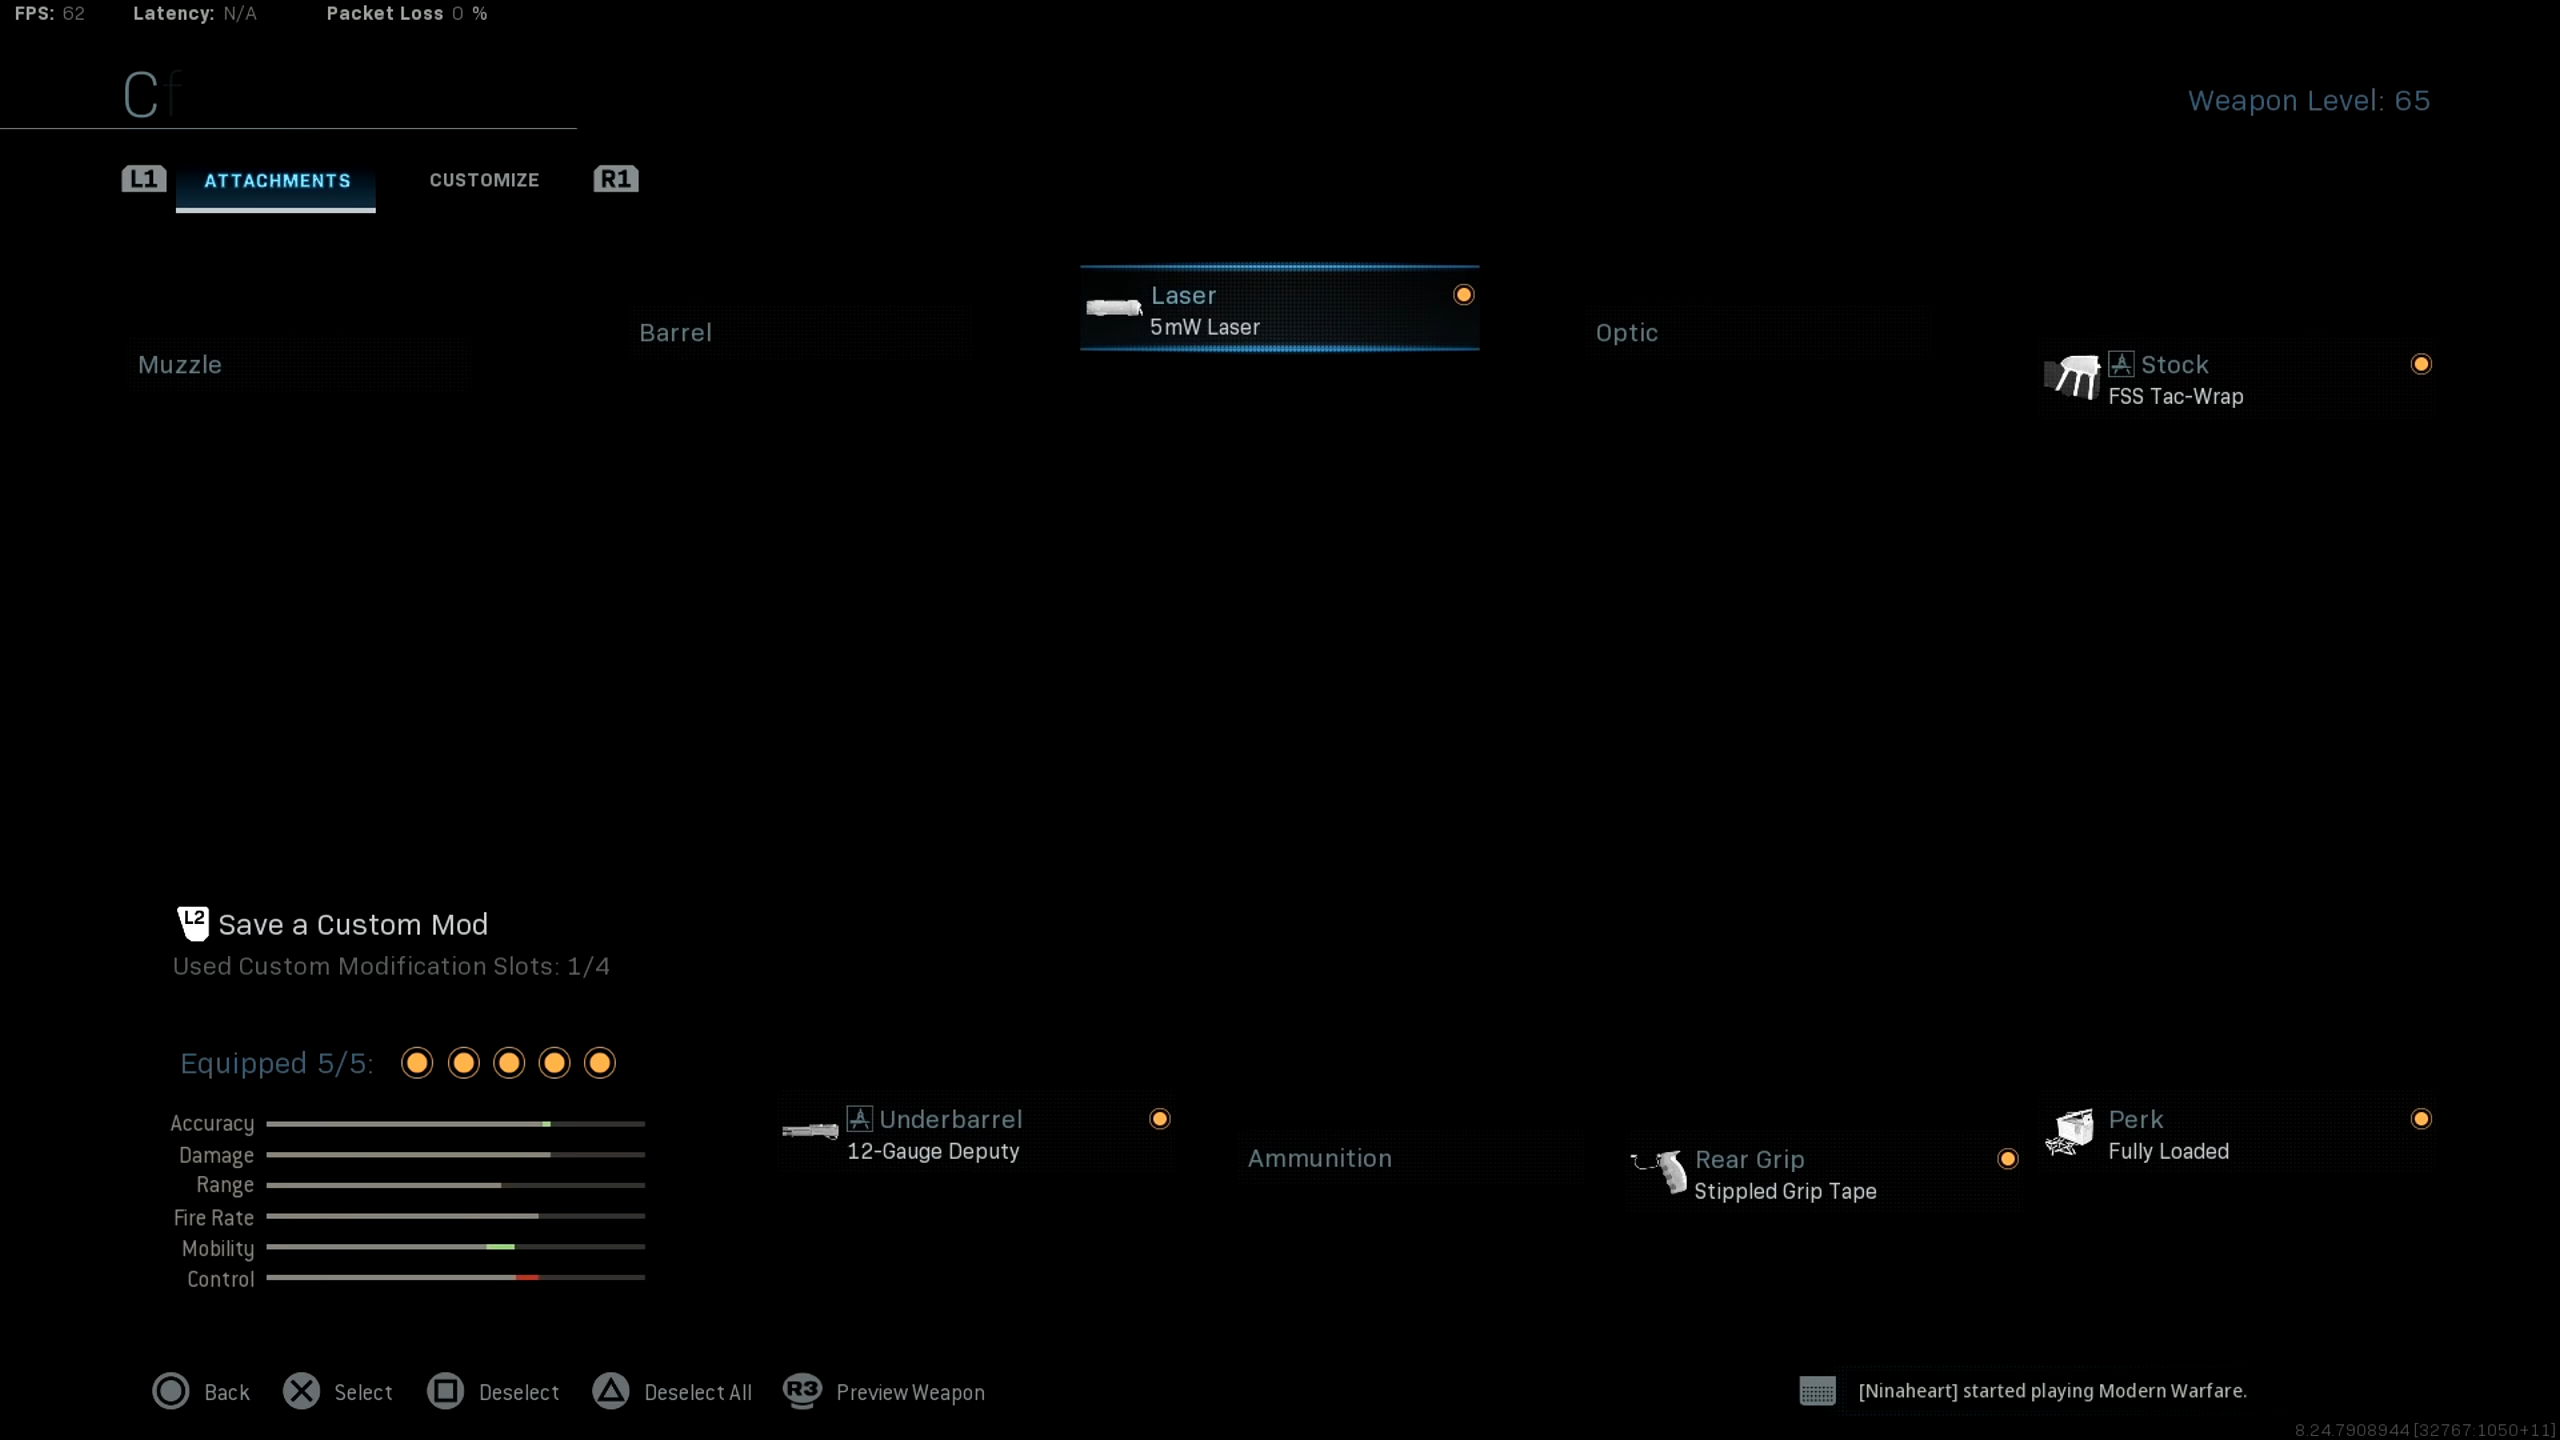 FPS: 62 Latency: N/A Packet Loss 0 %
Cf
Weapon Level: 65
L1 ATTACHMENTS CUSTOMIZE R1
Laser
5mW Laser
Barrel
Optic
Muzzle
Stock
FSS Tac-Wrap
L2 Save a Custom Mod
Used Custom Modification Slots: 1/4
Equipped 5/5:
Accuracy
Damage
Range
Fire Rate
Mobility
Control
Underbarrel
12-Gauge Deputy
Ammunition
Rear Grip
Stippled Grip Tape
Perk
Fully Loaded
Back Select Deselect Deselect All R3 Preview Weapon
[Ninaheart] started playing Modern Warfare.
8.24.7908944[32767:1050+11]